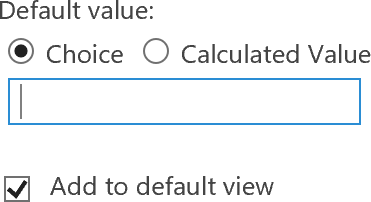 Default value:
Choice Calculated Value
Add to default view